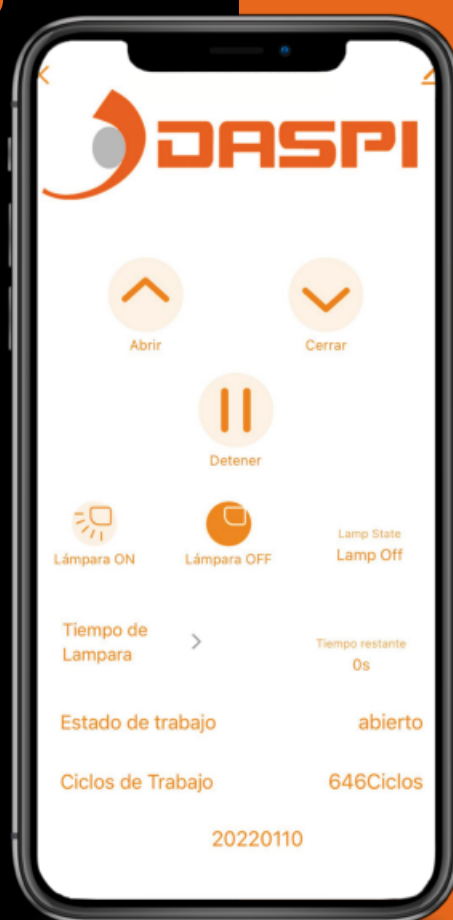 DASPI
Abrir
Cerrar
Detener
Lámpara ON
Lámpara OFF
Lamp State
Lamp Off
Tiempo de
Lampara
Tiempo restante
0s
Estado de trabajo
abierto
Ciclos de Trabajo
646Ciclos
20220110